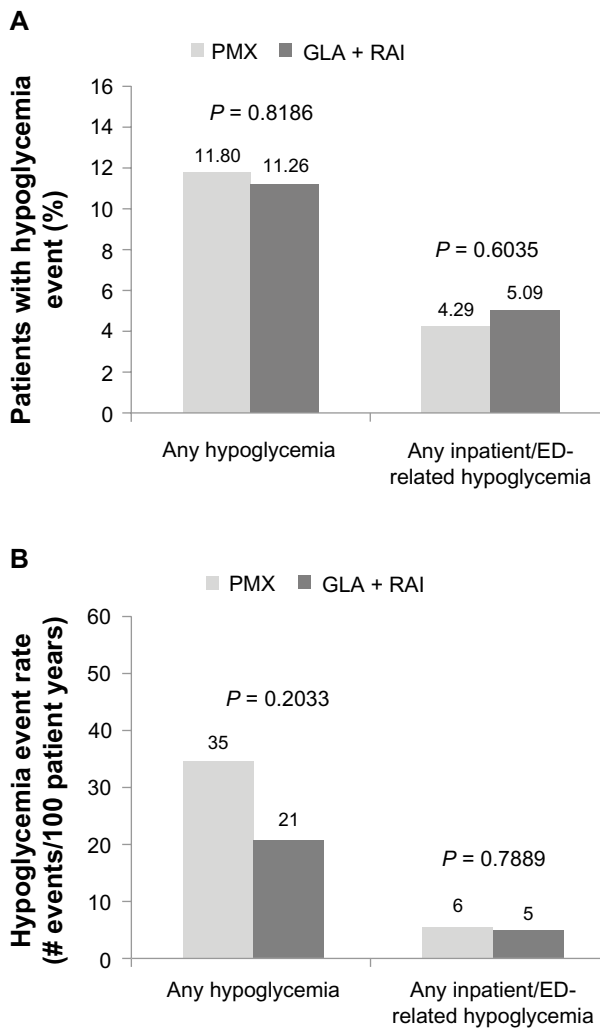 A
PMX GLA + RAI
Patients with hypoglycemia
event (%)
16
14
12
10
8
6
4
2
0
P = 0.8186
11.80
11.26
P = 0.6035
4.29
5.09
Any hypoglycemia
Any inpatient/ED-
related hypoglycemia
B
PMX GLA + RAI
Hypoglycemia event rate
(# events/100 patient years)
60
50
40
30
20
10
0
P = 0.2033
35
21
P = 0.7889
6
5
Any hypoglycemia
Any inpatient/ED-
related hypoglycemia